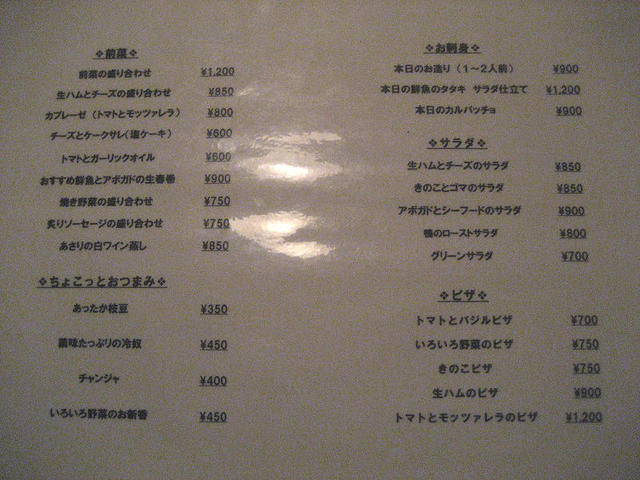 ❖前菜❖
前菜の盛り合わせ ¥1,200
生ハムとチーズの盛り合わせ ¥850
カプレーゼ（トマトとモッツァレラ） ¥800
チーズとケークサレ(塩ケーキ) ¥600
トマトとガーリックオイル ¥600
おすすめ鮮魚とアボガドの生春巻 ¥900
焼き野菜の盛り合わせ ¥750
炙りソーセージの盛り合わせ ¥750
あさりの白ワイン蒸し ¥850
❖ちょこっとおつまみ❖
あったか枝豆 ¥350
薬味たっぷりの冷奴 ¥450
チャンジャ ¥400
いろいろ野菜のお新香 ¥450
❖お刺身❖
本日のお造り（1～2人前） ¥900
本日の鮮魚のタタキ サラダ仕立て ¥1,200
本日のカルパッチョ ¥900
❖サラダ❖
生ハムとチーズのサラダ ¥850
きのことゴマのサラダ ¥850
アボガドとシーフードのサラダ ¥900
鴨のローストサラダ ¥800
グリーンサラダ ¥700
❖ピザ❖
トマトとバジルピザ ¥700
いろいろ野菜のピザ ¥750
きのこピザ ¥750
生ハムのピザ ¥900
トマトとモッツァレラのピザ ¥1,200